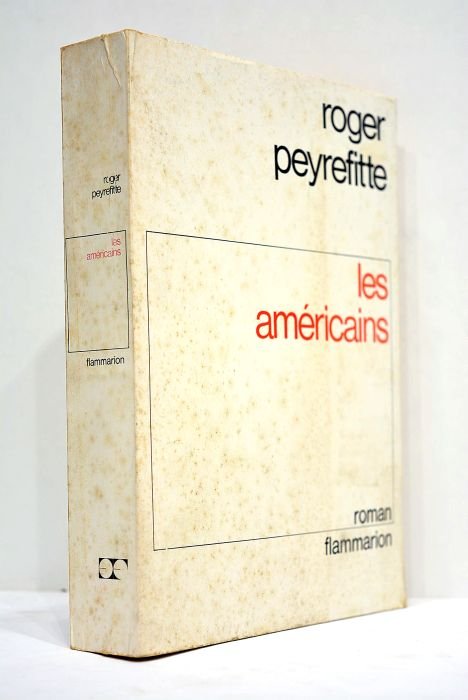 roger
peyrefitte
les
américains
flammarion
roger
peyrefitte
les
américains
roman
flammarion